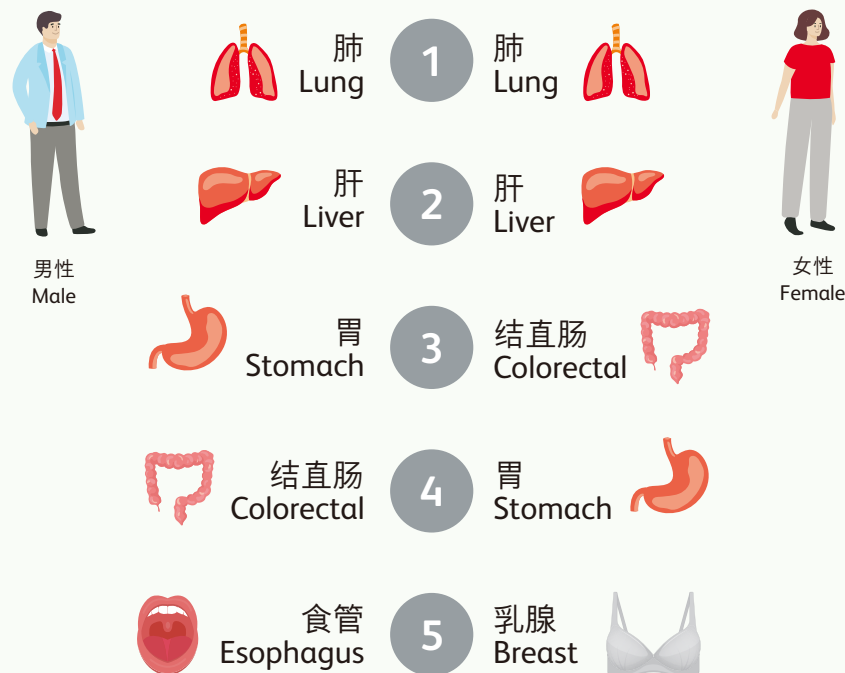 肺
Lung
1
肺
Lung
肝
Liver
2
肝
Liver
男性
Male
女性
Female
胃
Stomach
3
结直肠
Colorectal
结直肠
Colorectal
4
胃
Stomach
食管
Esophagus
5
乳腺
Breast